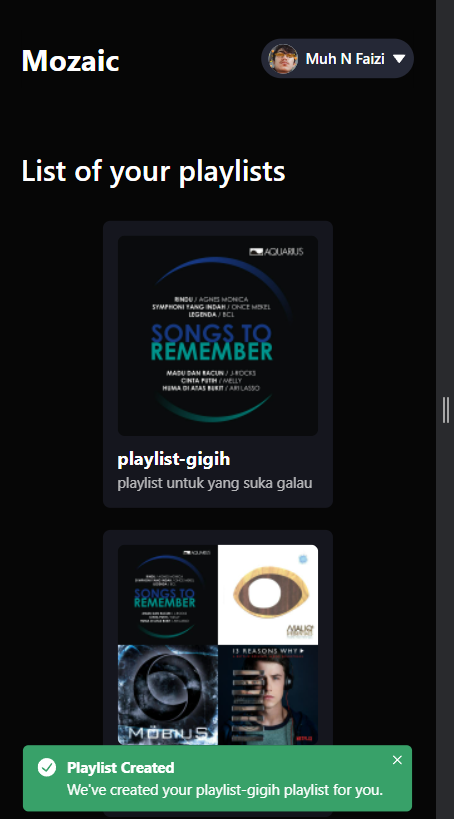 Mozaic
Muh N Faizi
List of your playlists
AQUARIUS
RINDU / AGNES MONICA
SYMPHONI YANG INDAH / ONCE MEKEL
LEGENDA / BCL
SONGS TO
REMEMBER
MADU DAN RACUN / J-ROCKS
CINTA PUTIH / MELLY
HUMA DI ATAS BUKIT / ARI LASSO
playlist-gigih
playlist untuk yang suka galau
AQUARIUS
SONGS TO
REMEMBER
MALIQ
MÖBIUS
13 REASONS WHY
NETFLIX
Playlist Created
We've created your playlist-gigih playlist for you.